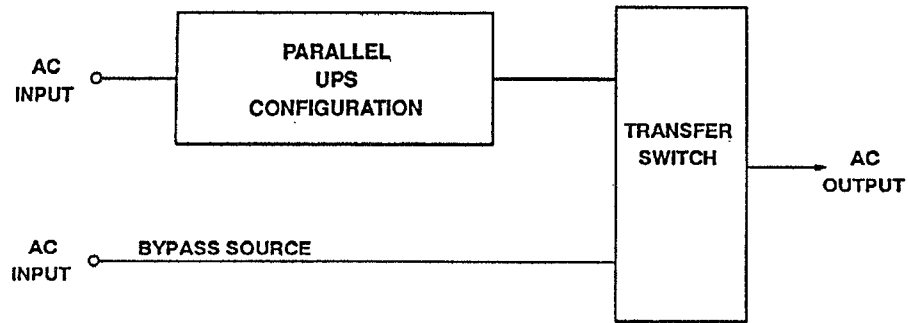 AC
INPUT
PARALLEL
UPS
CONFIGURATION
TRANSFER
SWITCH
AC
OUTPUT
AC
INPUT
BYPASS SOURCE